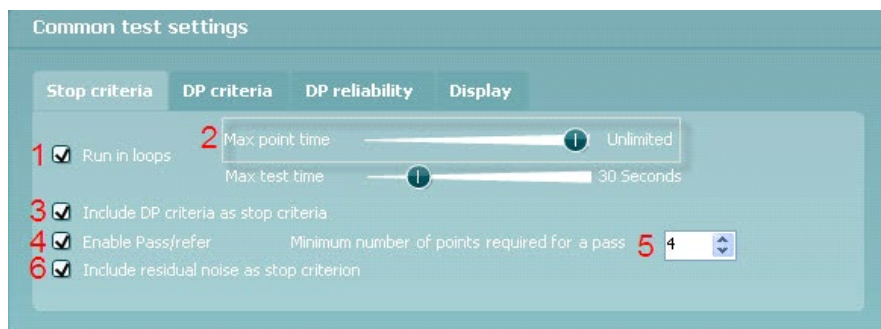 Common test settings
Stop criteria DP criteria DP reliability Display
2 Max point time Unlimited
1 Run in loops
Max test time 30 Seconds
3 Include DP criteria as stop criteria
4 Enable Pass/refer Minimum number of points required for a pass 5 4
6 Include residual noise as stop criterion